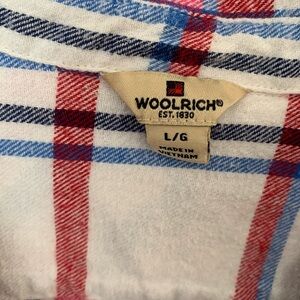 WOOLRICH®
EST. 1830
L/G
MADE IN
VIETNAM